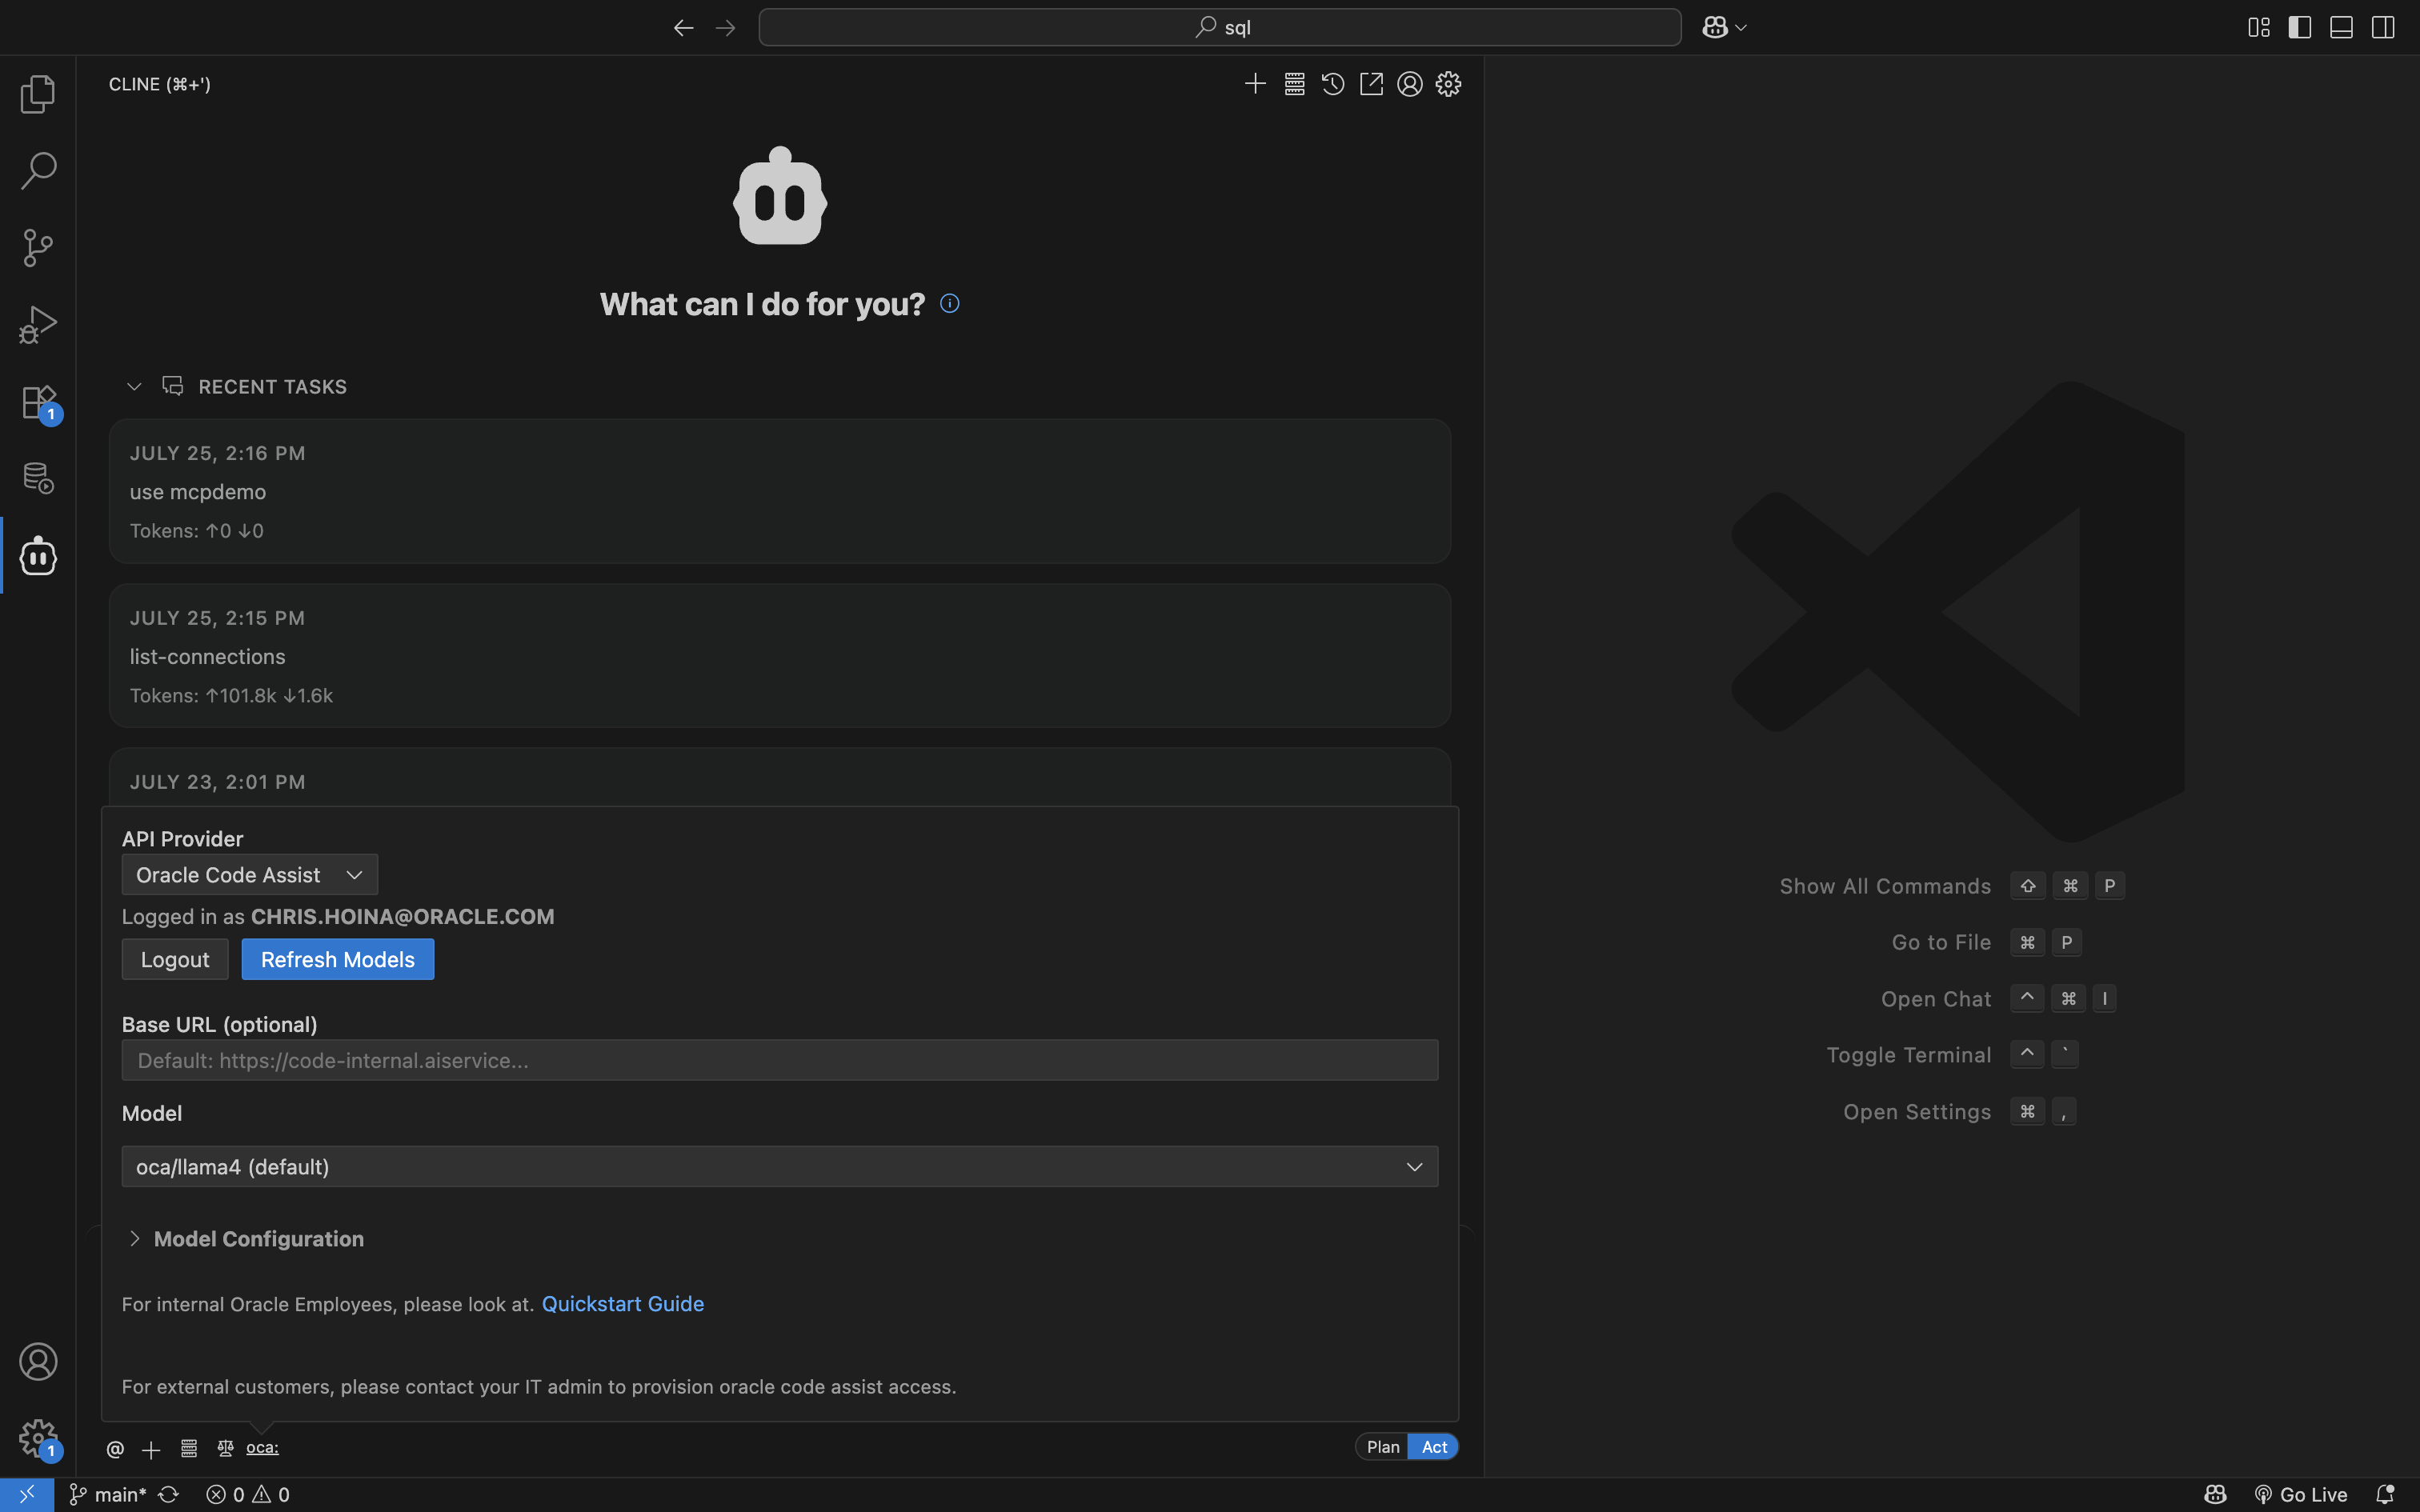 sql
CLINE (⌘+')
What can I do for you?
RECENT TASKS
JULY 25, 2:16 PM
use mcpdemo
Tokens: ↑0 ↓0
JULY 25, 2:15 PM
list-connections
Tokens: ↑101.8k ↓1.6k
JULY 23, 2:01 PM
API Provider
Oracle Code Assist
Logged in as CHRIS.HOINA@ORACLE.COM
Logout Refresh Models
Base URL (optional)
Default: https://code-internal.aiservice...
Model
oca/llama4 (default)
Model Configuration
For internal Oracle Employees, please look at. Quickstart Guide
For external customers, please contact your IT admin to provision oracle code assist access.
@ oca:
Plan Act
1
1
Show All Commands ⇧ ⌘ P
Go to File ⌘ P
Open Chat ^ ⌘ I
Toggle Terminal ^ `
Open Settings ⌘ ,
main* 0 0
Go Live